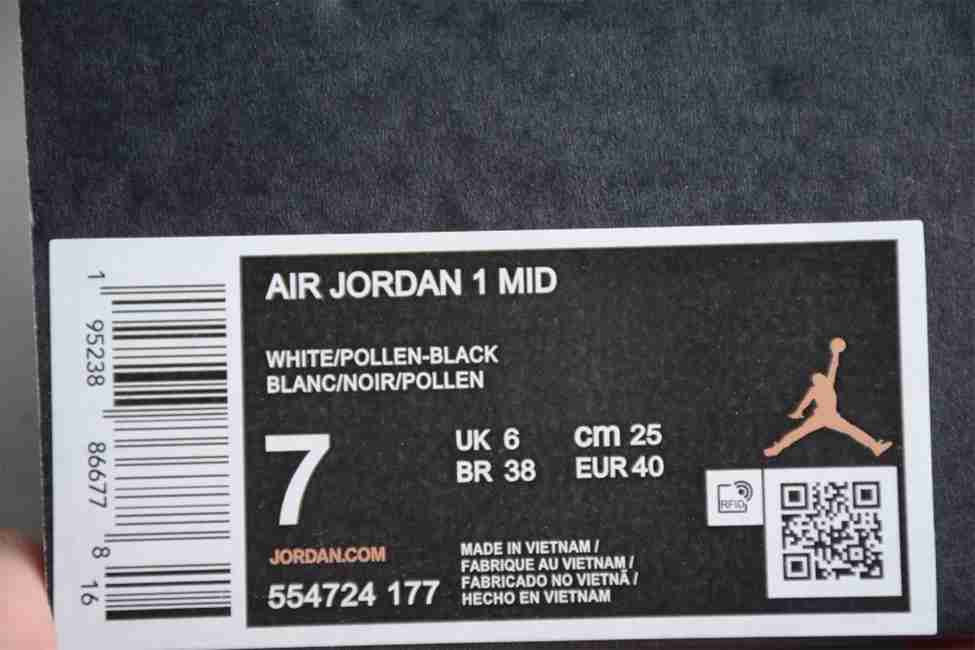 AIR JORDAN 1 MID
WHITE/POLLEN-BLACK
BLANC/NOIR/POLLEN
7
UK 6 cm 25
BR 38 EUR 40
JORDAN.COM
554724 177
MADE IN VIETNAM /
FABRIQUE AU VIETNAM /
FABRICADO NO VIETNÃ /
HECHO EN VIETNAM
RFID
1 95238 86677 8 16